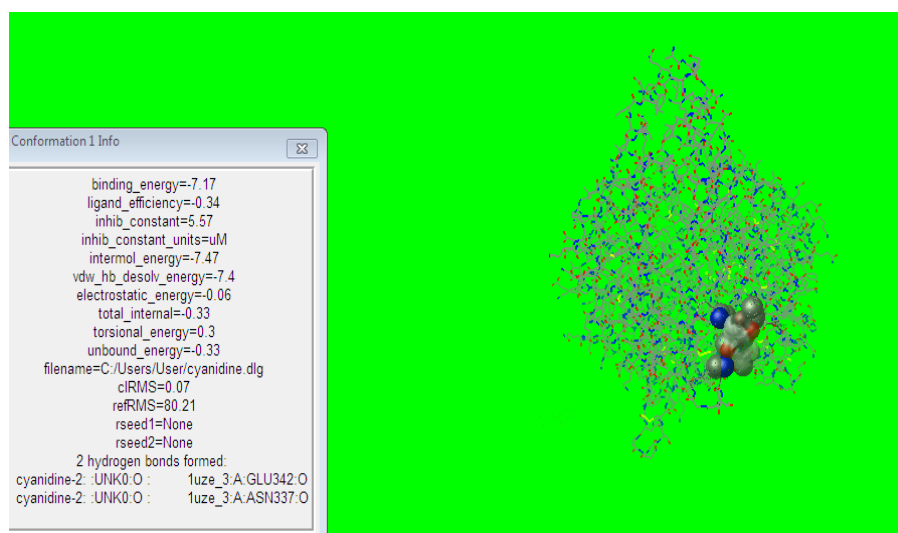 Conformation 1 Info
binding_energy=-7.17
ligand_efficiency=-0.34
inhib_constant=5.57
inhib_constant_units=uM
intermol_energy=-7.47
vdw_hb_desolv_energy=-7.4
electrostatic_energy=-0.06
total_internal=-0.33
torsional_energy=0.3
unbound_energy=-0.33
filename=C:/Users/User/cyanidine.dlg
clRMS=0.07
refRMS=80.21
rseed1=None
rseed2=None
2 hydrogen bonds formed:
cyanidine-2: :UNK0:O : 1uze_3:A:GLU342:O
cyanidine-2: :UNK0:O : 1uze_3:A:ASN337:O